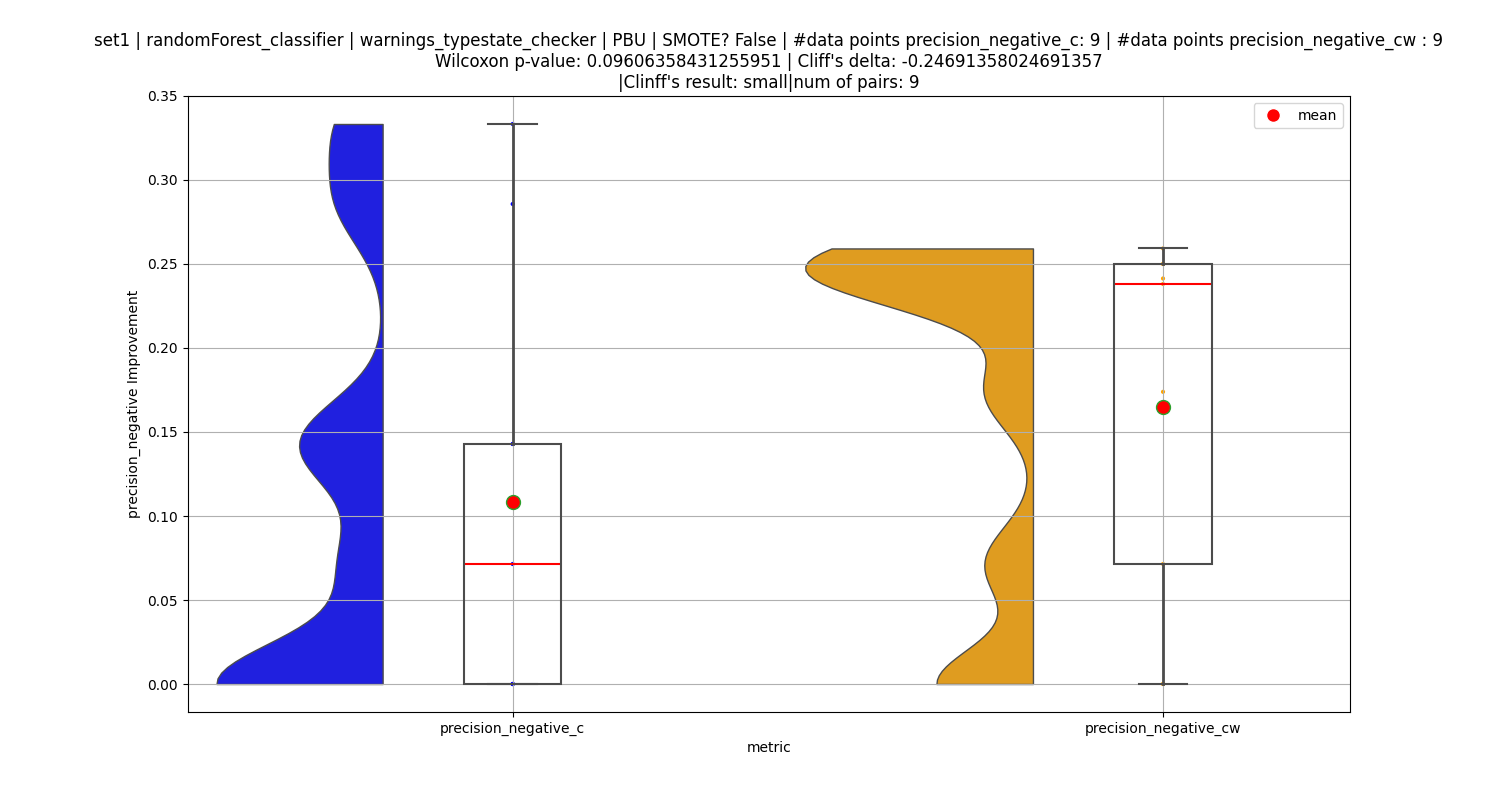 set1 | randomForest_classifier | warnings_typestate_checker | PBU | SMOTE? False | #data points precision_negative_c: 9 | #data points precision_negative_cw : 9
Wilcoxon p-value: 0.09606358431255951 | Cliff's delta: -0.24691358024691357
|Clinff's result: small|num of pairs: 9
mean
0.35
0.30
0.25
0.20
0.15
0.10
0.05
0.00
precision_negative Improvement
precision_negative_c
precision_negative_cw
metric